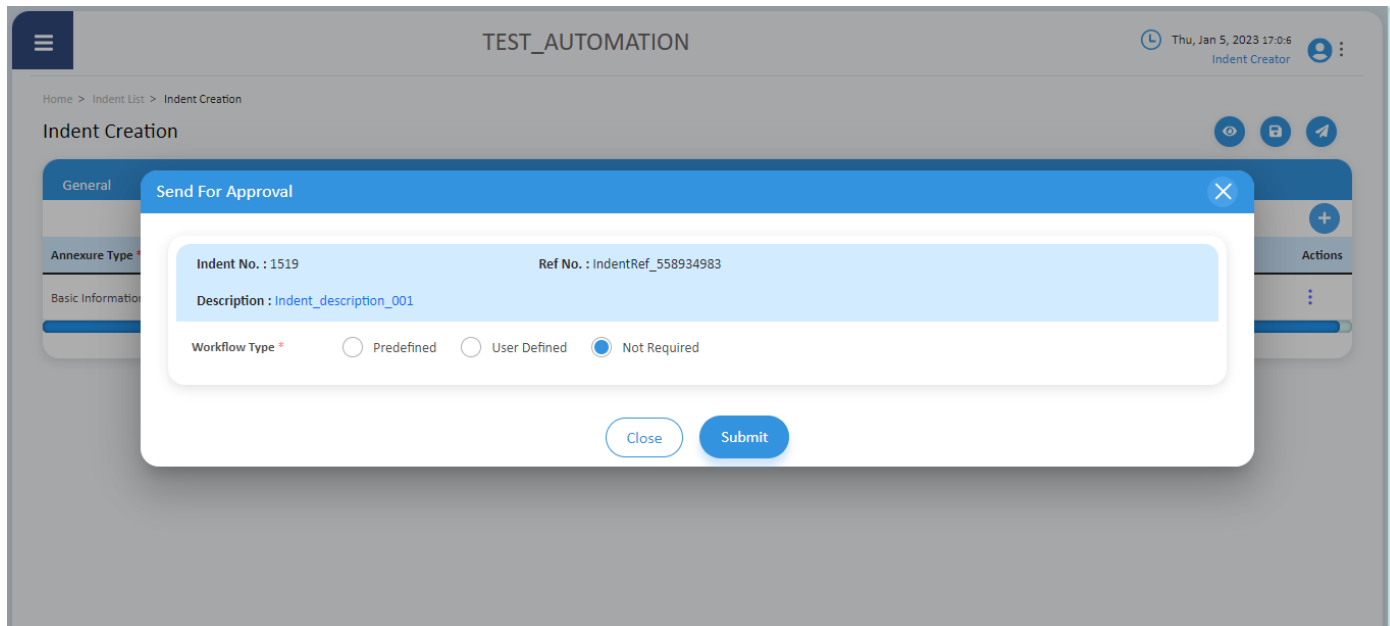 TEST_AUTOMATION
Thu, Jan 5, 2023 17:0:6
Indent Creator
Home > Indent List > Indent Creation
Indent Creation
General
Send For Approval
Annexure Type *
Actions
Indent No. : 1519 Ref No. : IndentRef_558934983
Basic Information
Description : Indent_description_001
Workflow Type * Predefined User Defined Not Required
Close Submit